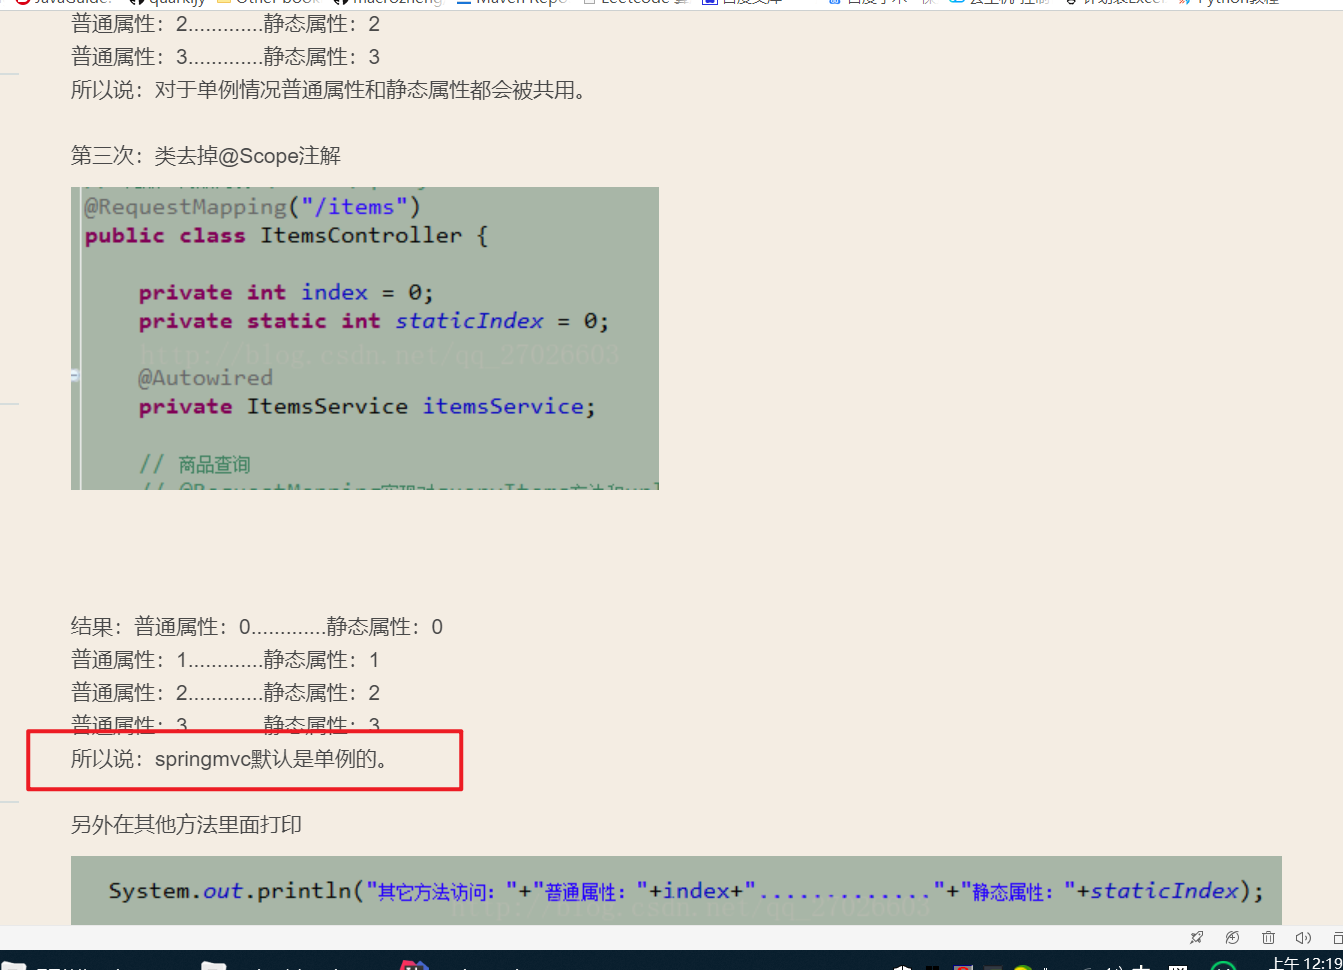 普通属性：2.............静态属性：2
普通属性：3.............静态属性：3
所以说：对于单例情况普通属性和静态属性都会被共用。
第三次：类去掉@Scope注解
@RequestMapping("/items")
public class ItemsController {
private int index = 0;
private static int staticIndex = 0;
http://blog.csdn.net/qq_27026603
@Autowired
private ItemsService itemsService;
// 商品查询
结果：普通属性：0.............静态属性：0
普通属性：1.............静态属性：1
普通属性：2.............静态属性：2
普通属性：3.............静态属性：3
所以说：springmvc默认是单例的。
另外在其他方法里面打印
System.out.println("其它方法访问："+"普通属性："+index+"............."+"静态属性："+staticIndex);
http://blog.csdn.net/qq_27026603
上午 12:19